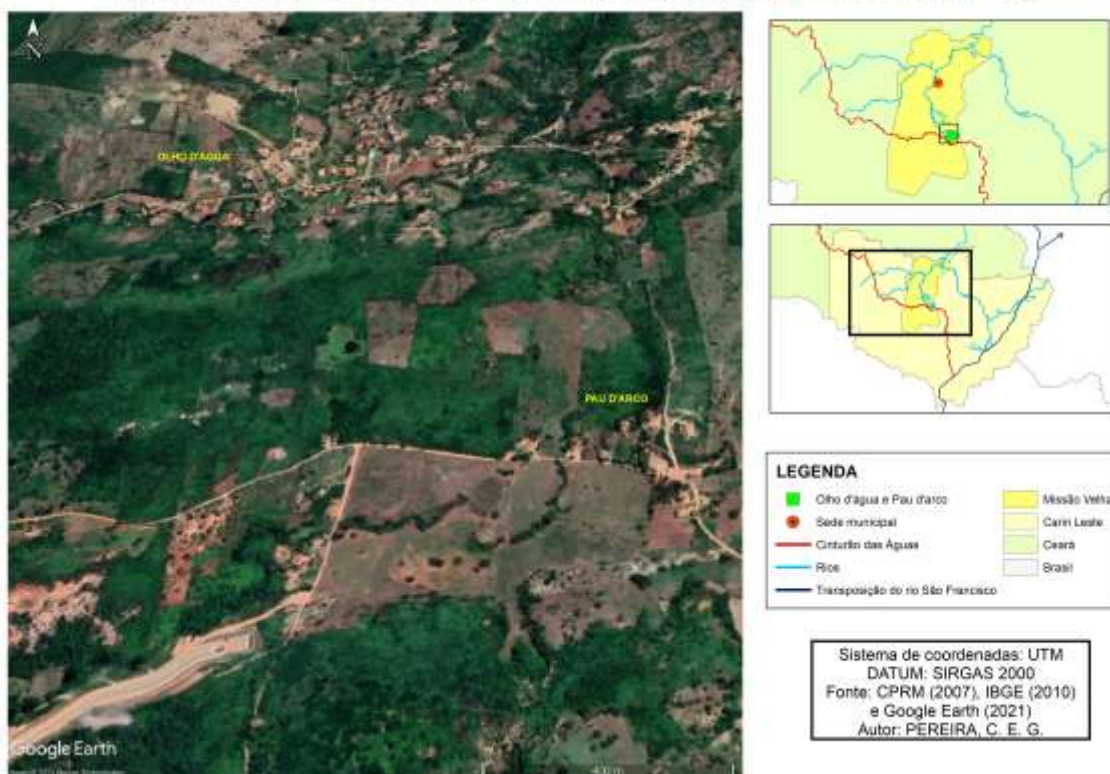 N
OLHO D'ÁGUA
PAU D'ARCO
Google Earth
400 m
LEGENDA
Olho d'água e Pau d'arco
Sede municipal
Cinturão das Águas
Rios
Transposição do rio São Francisco
Missão Velha
Cariri Leste
Ceará
Brasil
Sistema de coordenadas: UTM
DATUM: SIRGAS 2000
Fonte: CPRM (2007), IBGE (2010)
e Google Earth (2021)
Autor: PEREIRA, C. E. G.